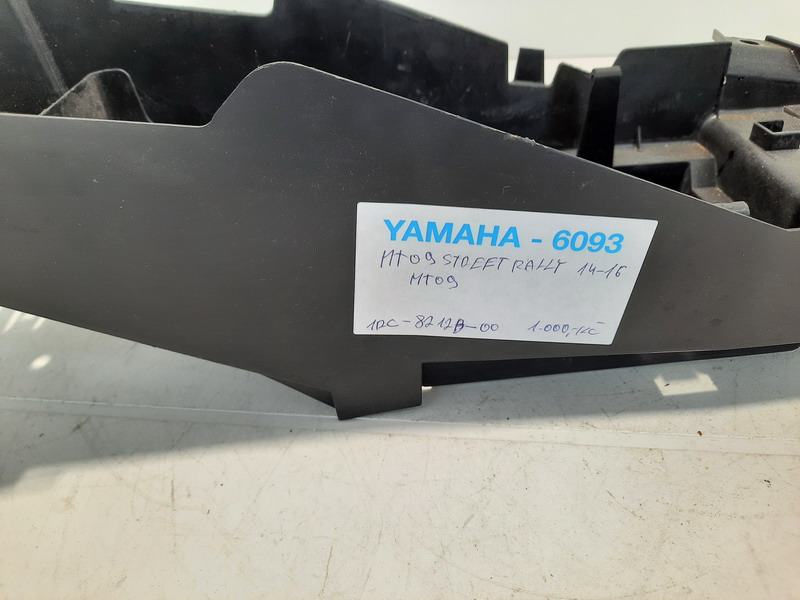 YAMAHA - 6093
MT09 STREET RALLY 14-16
MT09
1RC-8212B-00 1.000,-Kč